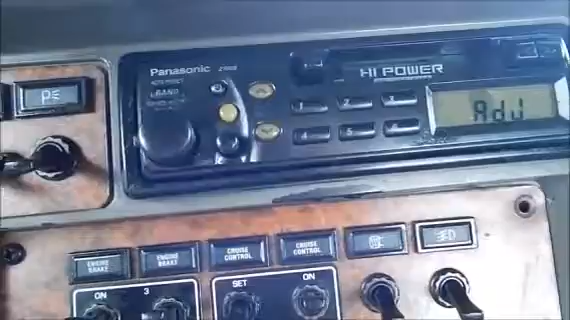 Panasonic
HI POWER
BAND
1 2 3
4 5 6
AdJ
P
ENGINE BRAKE
ENGINE BRAKE
CRUISE CONTROL
CRUISE CONTROL
ON 3 SET ON